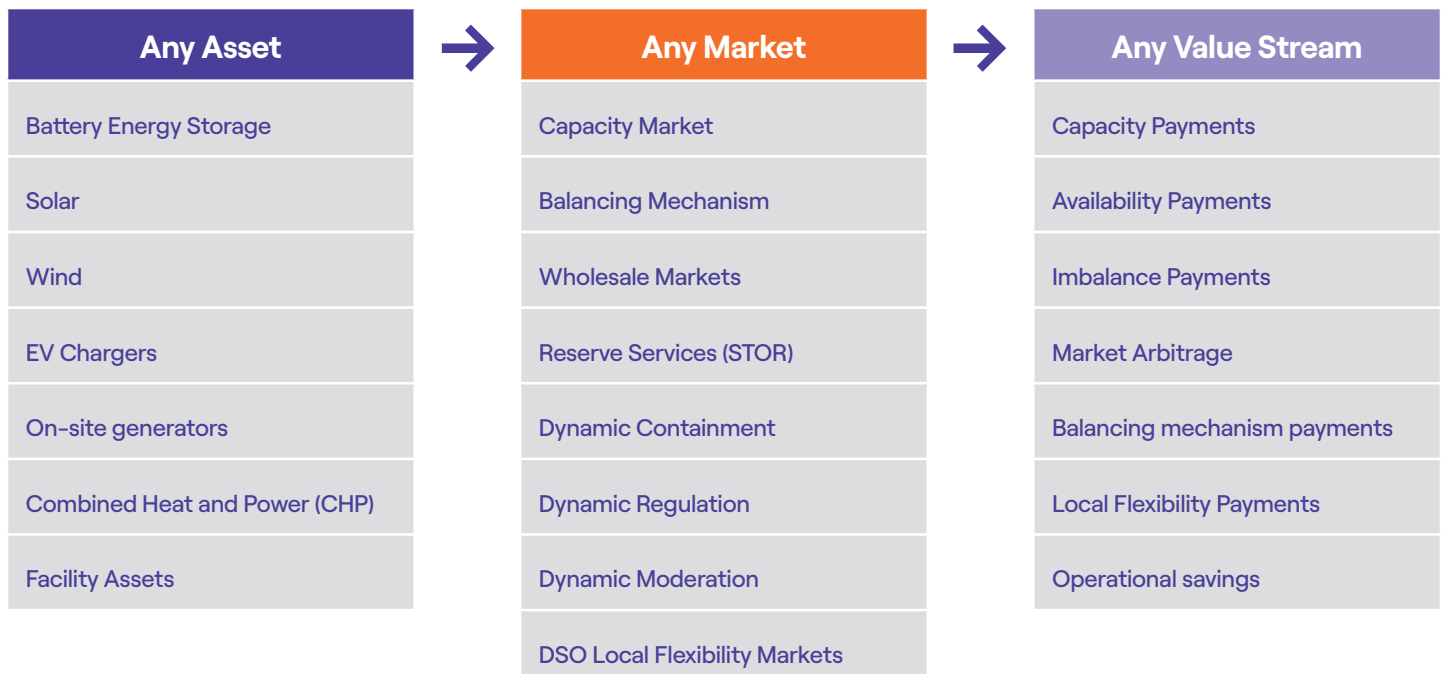 Any Asset
Battery Energy Storage
Solar
Wind
EV Chargers
On-site generators
Combined Heat and Power (CHP)
Facility Assets
Any Market
Capacity Market
Balancing Mechanism
Wholesale Markets
Reserve Services (STOR)
Dynamic Containment
Dynamic Regulation
Dynamic Moderation
DSO Local Flexibility Markets
Any Value Stream
Capacity Payments
Availability Payments
Imbalance Payments
Market Arbitrage
Balancing mechanism payments
Local Flexibility Payments
Operational savings